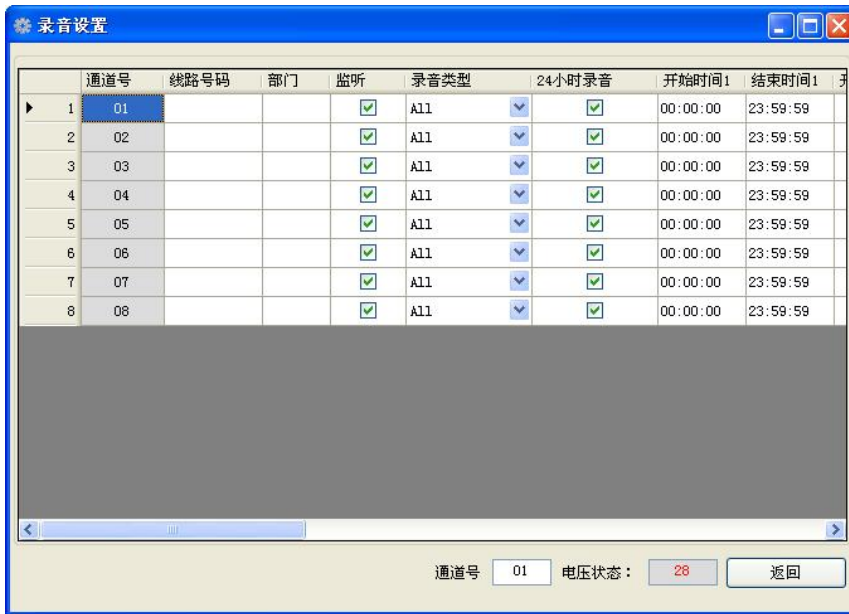 录音设置
通道号 线路号码 部门 监听 录音类型 24小时录音 开始时间1 结束时间1
1 01 All 00:00:00 23:59:59
2 02 All 00:00:00 23:59:59
3 03 All 00:00:00 23:59:59
4 04 All 00:00:00 23:59:59
5 05 All 00:00:00 23:59:59
6 06 All 00:00:00 23:59:59
7 07 All 00:00:00 23:59:59
8 08 All 00:00:00 23:59:59
通道号 01 电压状态： 28 返回